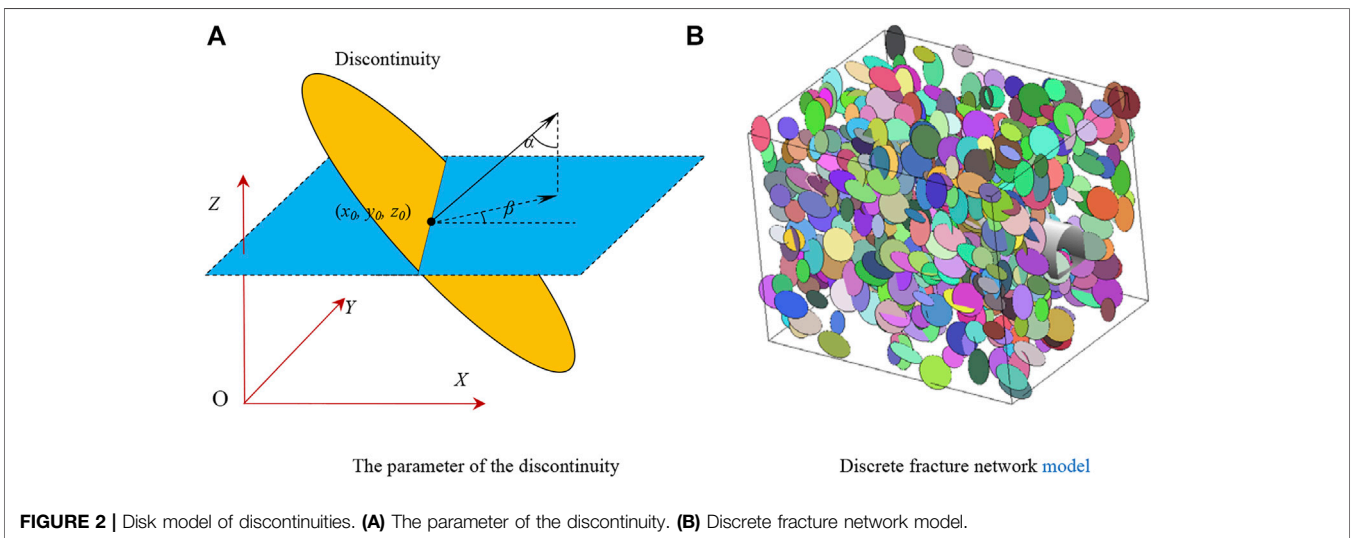 A
B
Discontinuity
α
Z
(x0, y0, z0)
β
Y
X
O
The parameter of the discontinuity
Discrete fracture network model
FIGURE 2 | Disk model of discontinuities. (A) The parameter of the discontinuity. (B) Discrete fracture network model.